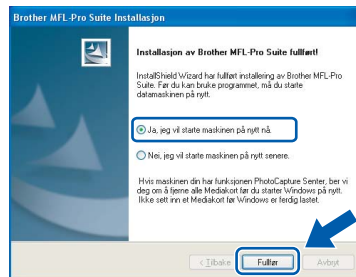 Brother MFL-Pro Suite Installasjon
Installasjon av Brother MFL-Pro Suite fullført!
InstallShield Wizard har fullført installering av Brother MFL-Pro
Suite. Før du kan bruke programmet, må du starte
datamaskinen på nytt.
Ja, jeg vil starte maskinen på nytt nå.
Nei, jeg vil starte maskinen på nytt senere.
Hvis maskinen din har funksjonen PhotoCapture Senter, ber vi
deg om å fjerne alle Mediakort før du starter Windows på nytt.
Ikke sett inn et Mediakort før Windows er ferdig lastet.
< Tilbake Fullfør Avbryt